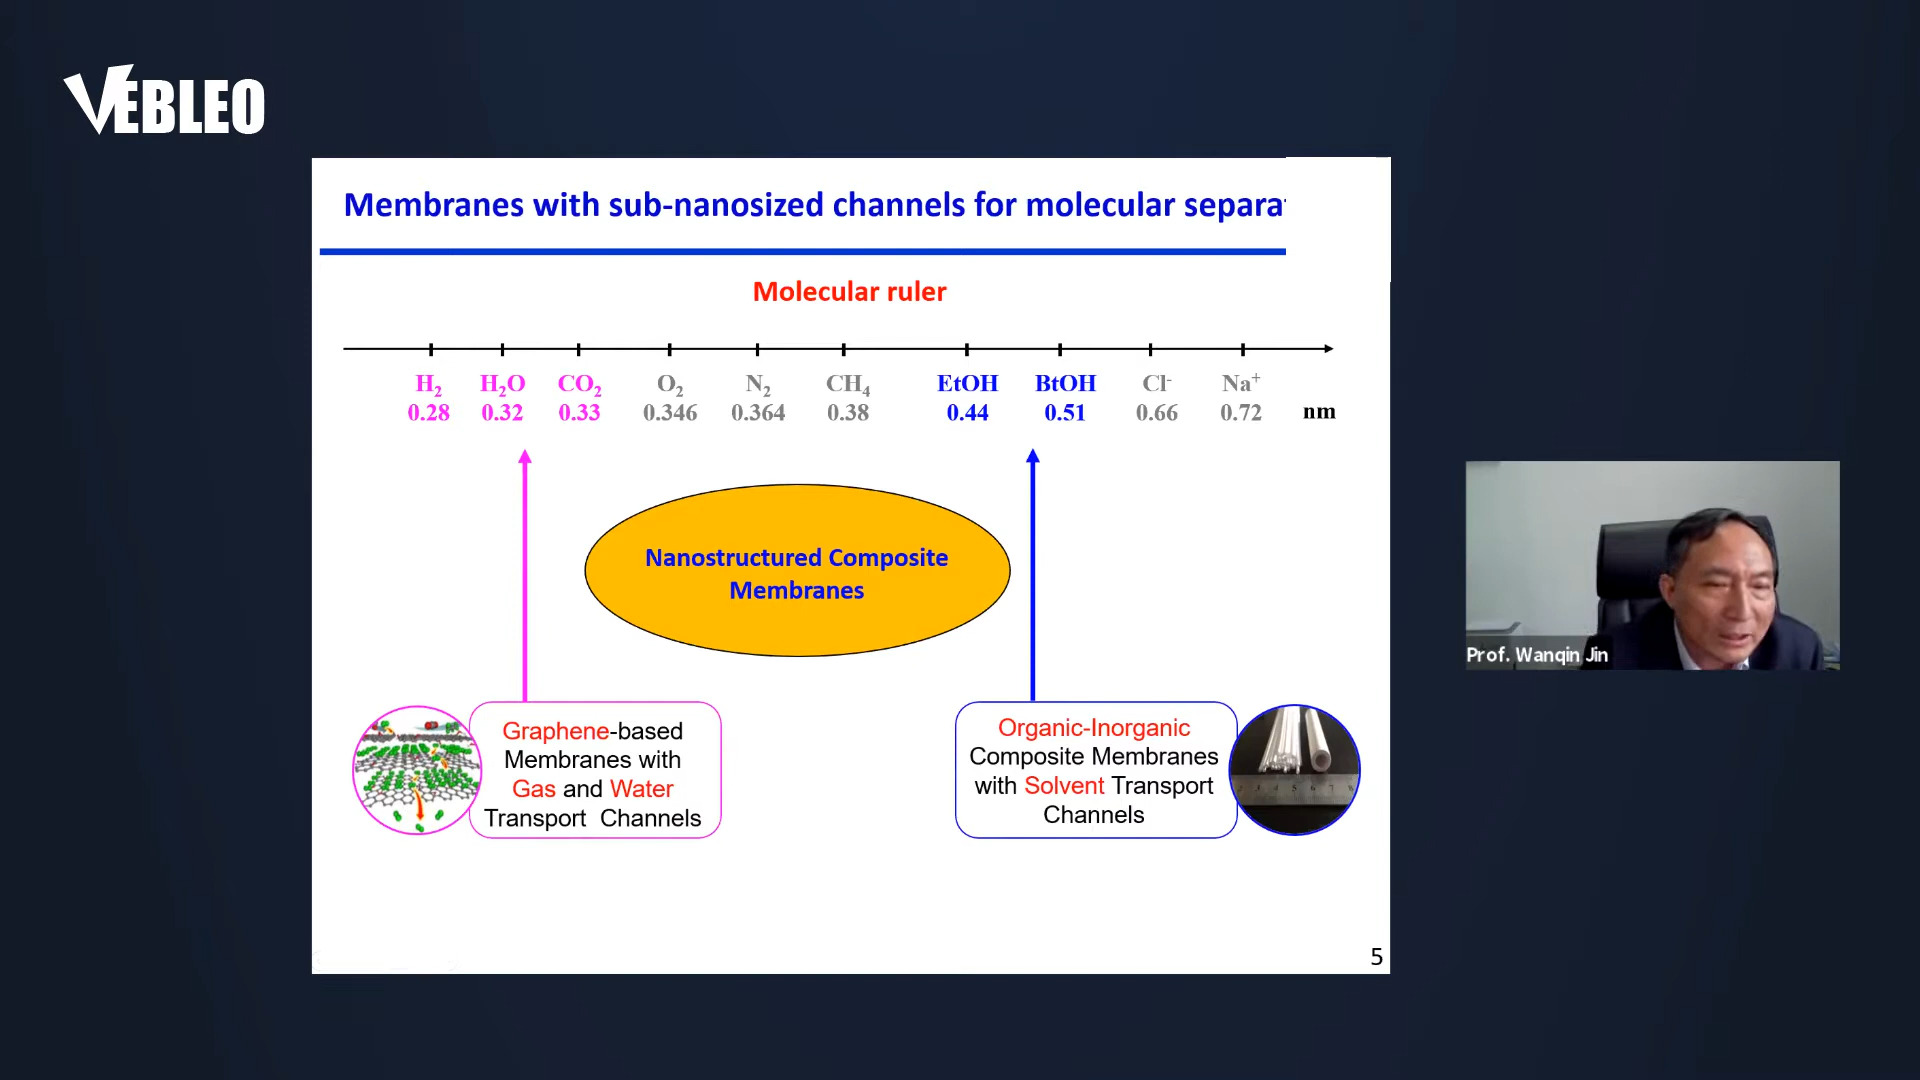 VEBLEO
Membranes with sub-nanosized channels for molecular separa
Molecular ruler
H₂ H₂O CO₂ O₂ N₂ CH₄ EtOH BtOH Cl⁻ Na⁺
0.28 0.32 0.33 0.346 0.364 0.38 0.44 0.51 0.66 0.72 nm
Nanostructured Composite
Membranes
Graphene-based
Membranes with
Gas and Water
Transport Channels
Organic-Inorganic
Composite Membranes
with Solvent Transport
Channels
Prof. Wanqin Jin
5